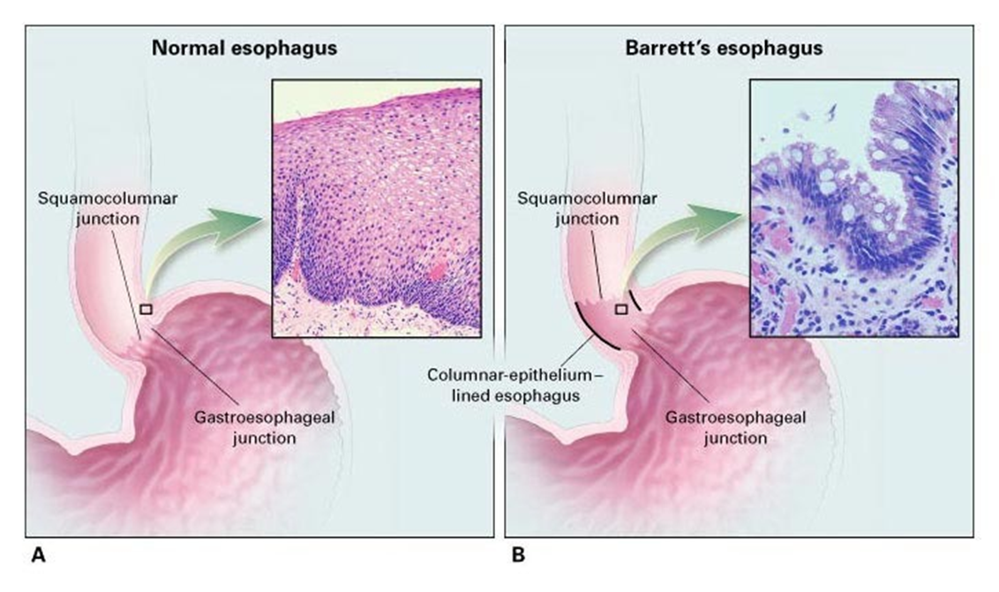 Normal esophagus
Squamocolumnar
junction
Gastroesophageal
junction
A
Barrett's esophagus
Squamocolumnar
junction
Columnar-epithelium–
lined esophagus
Gastroesophageal
junction
B